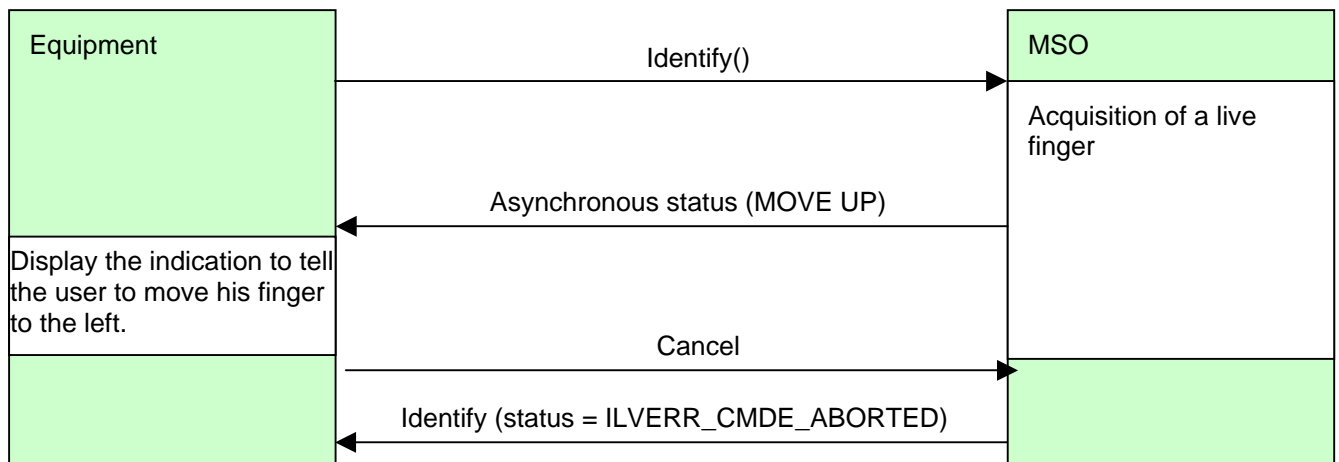 Equipment
Identify()
MSO
Acquisition of a live
finger
Asynchronous status (MOVE UP)
Display the indication to tell
the user to move his finger
to the left.
Cancel
Identify (status = ILVERR_CMDE_ABORTED)